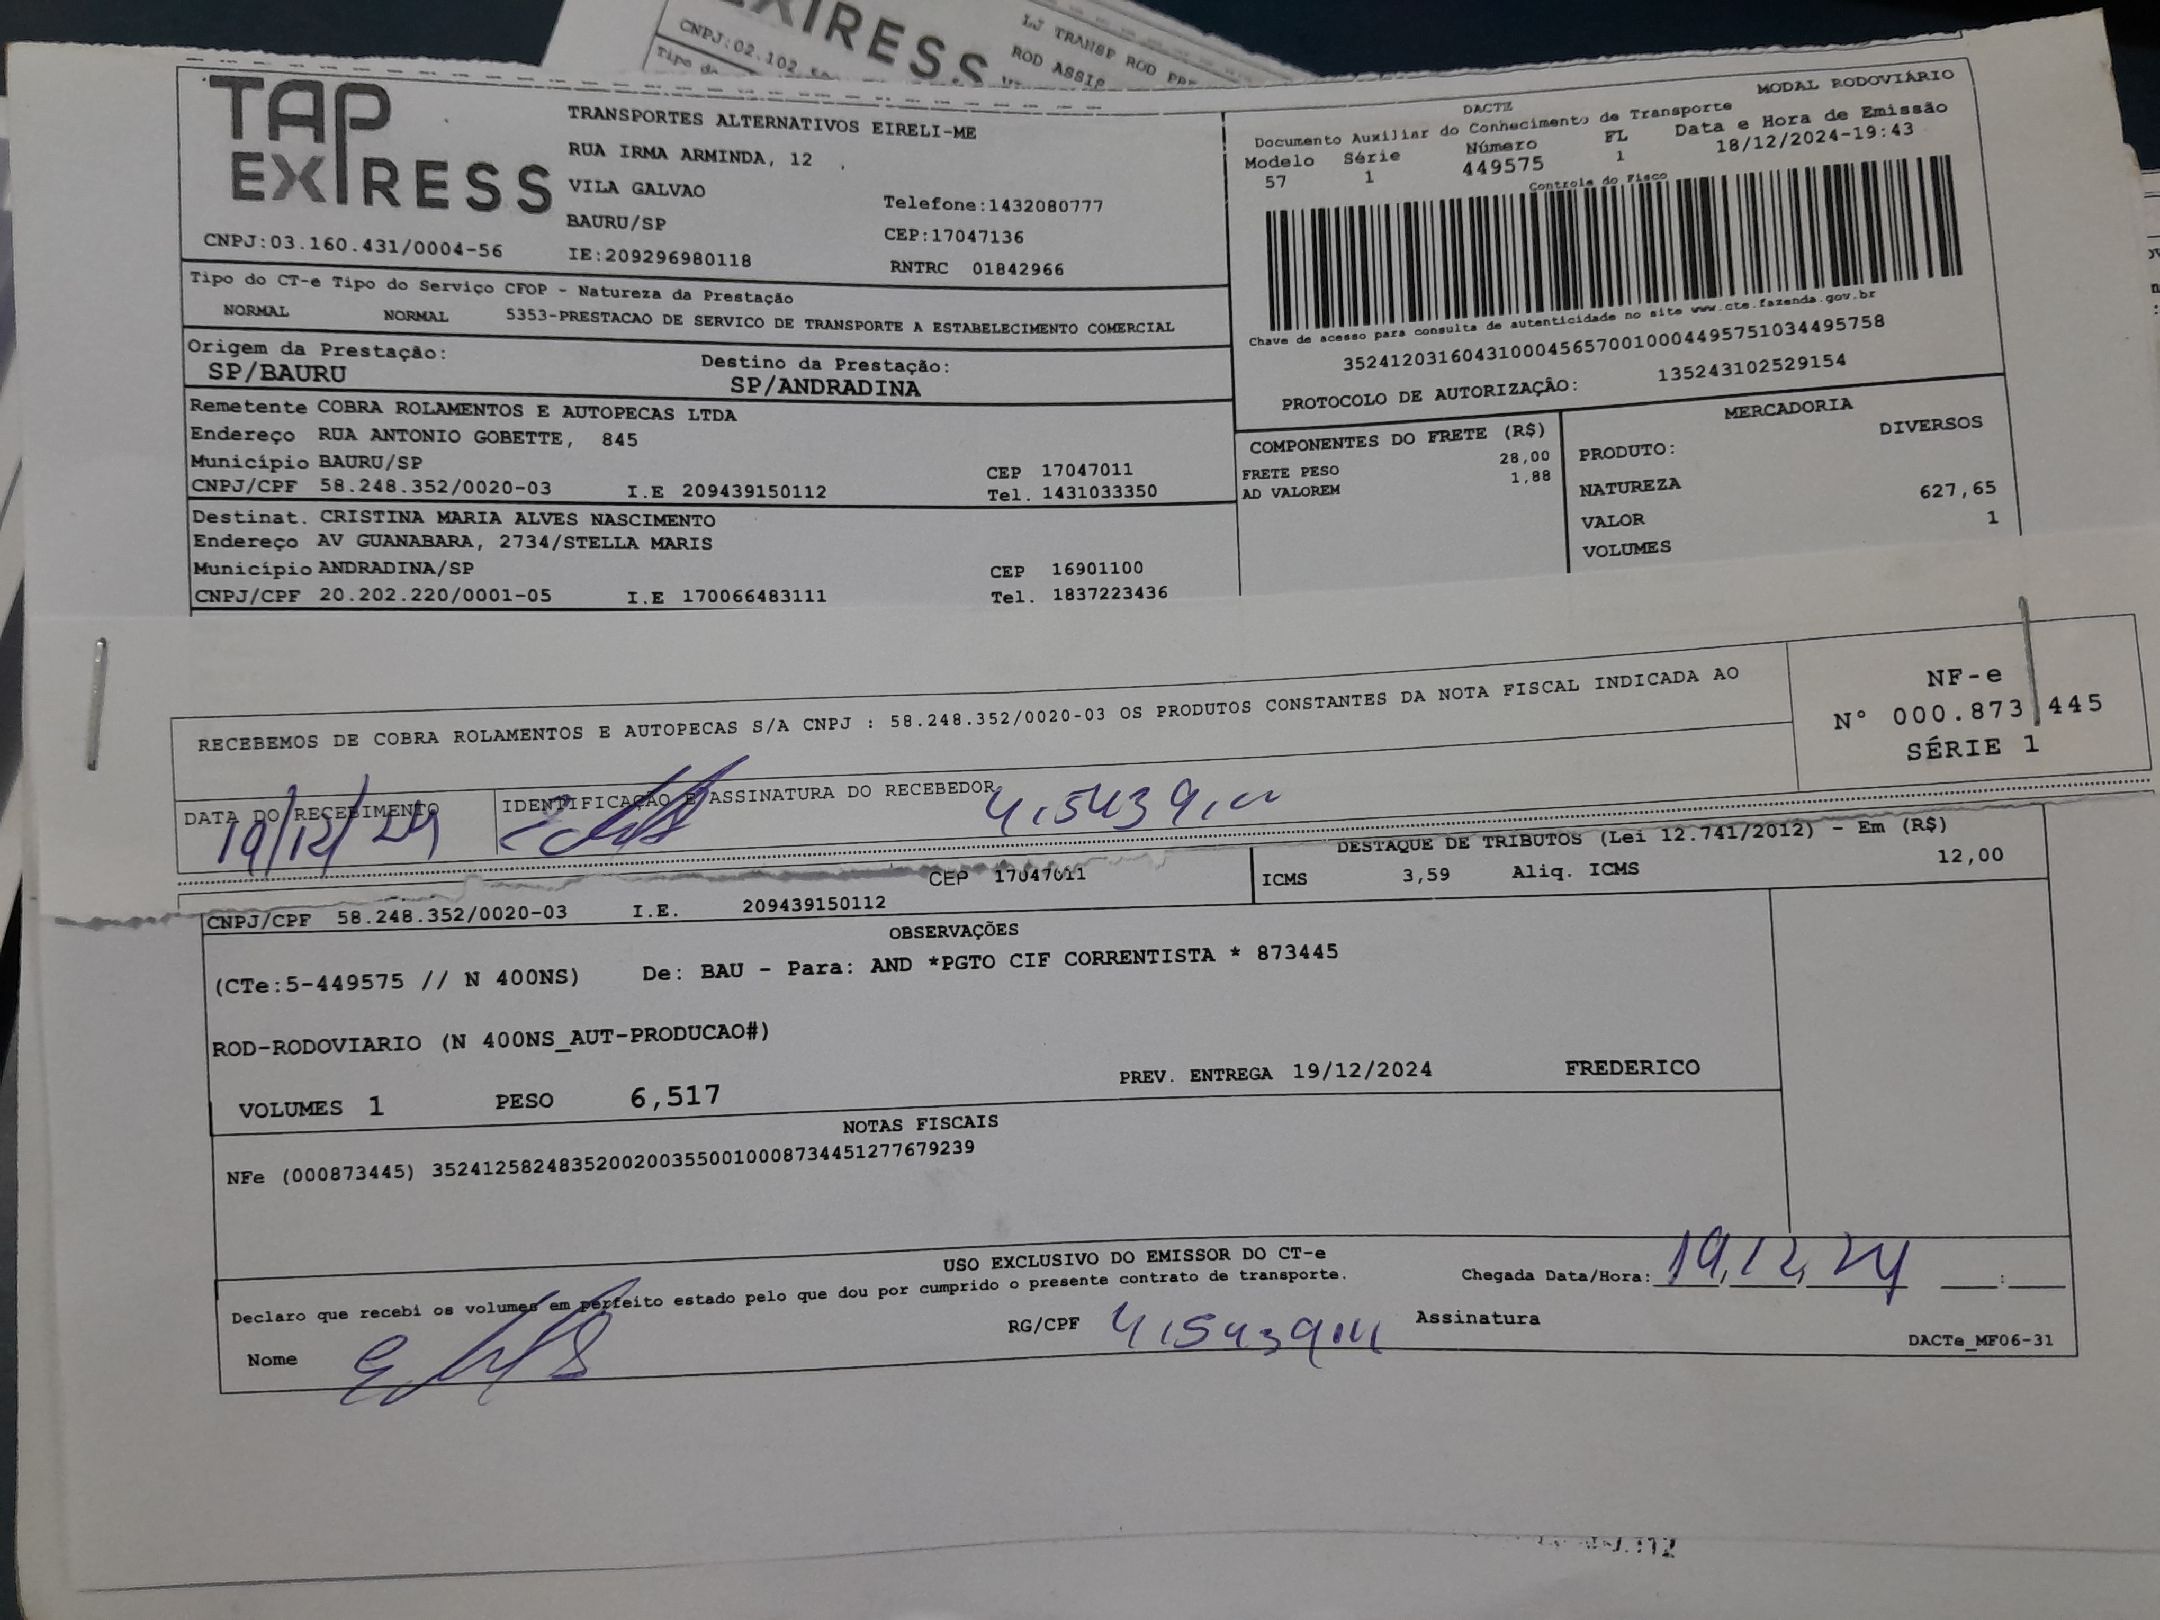 EXPRESS
CNPJ:02.102
LJ TRANSP ROD
ROD ASSIS
TAP
EXPRESS
CNPJ:03.160.431/0004-56
TRANSPORTES ALTERNATIVOS EIRELI-ME
RUA IRMA ARMINDA, 12
VILA GALVAO
BAURU/SP
IE:209296980118
Telefone:1432080777
CEP:17047136
RNTRC 01842966
MODAL RODOVIÁRIO
DACTE
Documento Auxiliar do Conhecimento de Transporte
Modelo Série Número FL Data e Hora de Emissão
57 1 449575 1 18/12/2024-19:43
Controle do Fisco
Chave de acesso para consulta de autenticidade no site www.cte.fazenda.gov.br
35241203160431000456570010004495751034495758
PROTOCOLO DE AUTORIZAÇÃO: 135243102529154
Tipo do CT-e Tipo do Serviço CFOP - Natureza da Prestação
NORMAL NORMAL 5353-PRESTACAO DE SERVICO DE TRANSPORTE A ESTABELECIMENTO COMERCIAL
Origem da Prestação: Destino da Prestação:
SP/BAURU SP/ANDRADINA
Remetente COBRA ROLAMENTOS E AUTOPECAS LTDA
Endereço RUA ANTONIO GOBETTE, 845
Município BAURU/SP CEP 17047011
CNPJ/CPF 58.248.352/0020-03 I.E 209439150112 Tel. 1431033350
Destinat. CRISTINA MARIA ALVES NASCIMENTO
Endereço AV GUANABARA, 2734/STELLA MARIS
Município ANDRADINA/SP CEP 16901100
CNPJ/CPF 20.202.220/0001-05 I.E 170066483111 Tel. 1837223436
COMPONENTES DO FRETE (R$)
FRETE PESO 28,00
AD VALOREM 1,88
MERCADORIA
PRODUTO: DIVERSOS
NATUREZA
VALOR 627,65
VOLUMES 1
RECEBEMOS DE COBRA ROLAMENTOS E AUTOPECAS S/A CNPJ : 58.248.352/0020-03 OS PRODUTOS CONSTANTES DA NOTA FISCAL INDICADA AO
NF-e
N° 000.873 445
SÉRIE 1
DATA DO RECEBIMENTO IDENTIFICAÇÃO E ASSINATURA DO RECEBEDOR
19/12/24
CEP 17047011
DESTAQUE DE TRIBUTOS (Lei 12.741/2012) - Em (R$)
ICMS 3,59 Aliq. ICMS 12,00
CNPJ/CPF 58.248.352/0020-03 I.E. 209439150112
OBSERVAÇÕES
(CTe:5-449575 // N 400NS) De: BAU - Para: AND *PGTO CIF CORRENTISTA * 873445
ROD-RODOVIARIO (N 400NS_AUT-PRODUCAO#)
PREV. ENTREGA 19/12/2024 FREDERICO
VOLUMES 1 PESO 6,517
NOTAS FISCAIS
NFe (000873445) 35241258248352002003550010008734451277679239
USO EXCLUSIVO DO EMISSOR DO CT-e
Declaro que recebi os volumes em perfeito estado pelo que dou por cumprido o presente contrato de transporte.
Chegada Data/Hora: 19,12,24 :
Nome RG/CPF Assinatura
DACTe_MF06-31